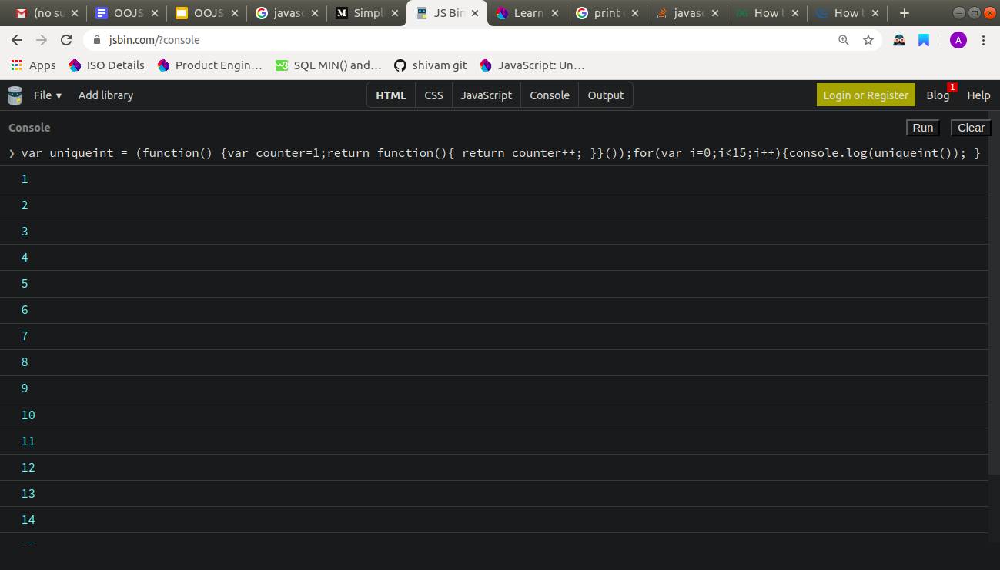 (no su OOJS OOJS javasc Simpli JS Bin Learn print javasc How t How t
jsbin.com/?console A
Apps ISO Details Product Engin… SQL MIN() and… shivam git JavaScript: Un…
File ▾ Add library HTML CSS JavaScript Console Output Login or Register Blog 1 Help
Console Run Clear
❯ var uniqueint = (function() {var counter=1;return function(){ return counter++; }}());for(var i=0;i<15;i++){console.log(uniqueint()); }
1
2
3
4
5
6
7
8
9
10
11
12
13
14